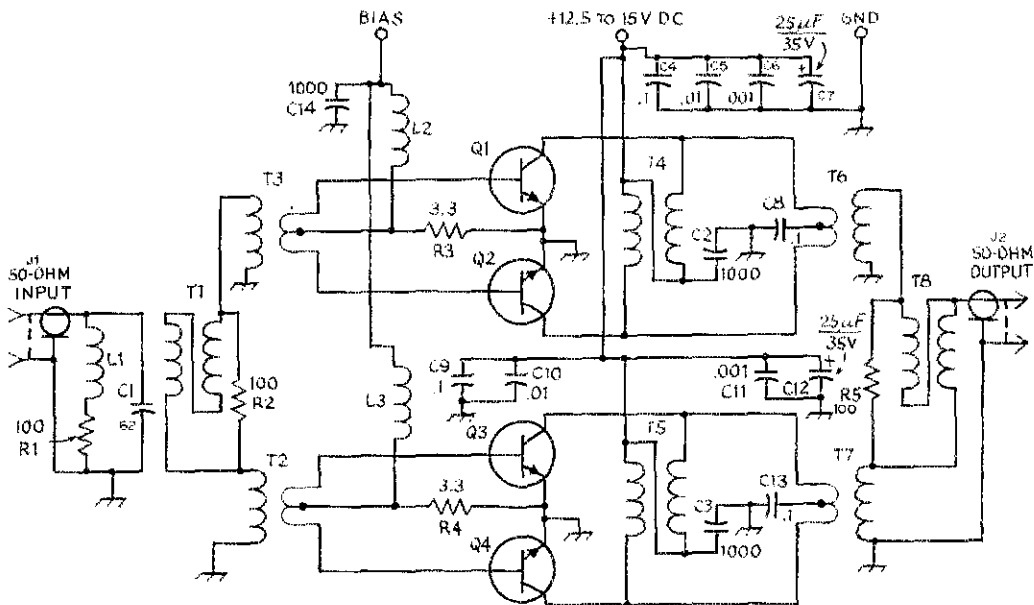 BIAS
+12.5 TO 15V DC
25µF
35V
GND
1000
C14
L2
C4
.1
C5
.01
C6
.001
+
C7
Q1
T3
T4
T6
3.3
R3
C8
.1
C2
1000
Q2
J1
50-OHM
INPUT
T1
J2
50-OHM
OUTPUT
T8
L1
C1
62
100
R1
100
R2
L3
C9
.1
C10
.01
.001
C11
C12
25µF
35V
+
R5
100
Q3
T2
T5
T7
3.3
R4
C13
.1
C3
1000
Q4